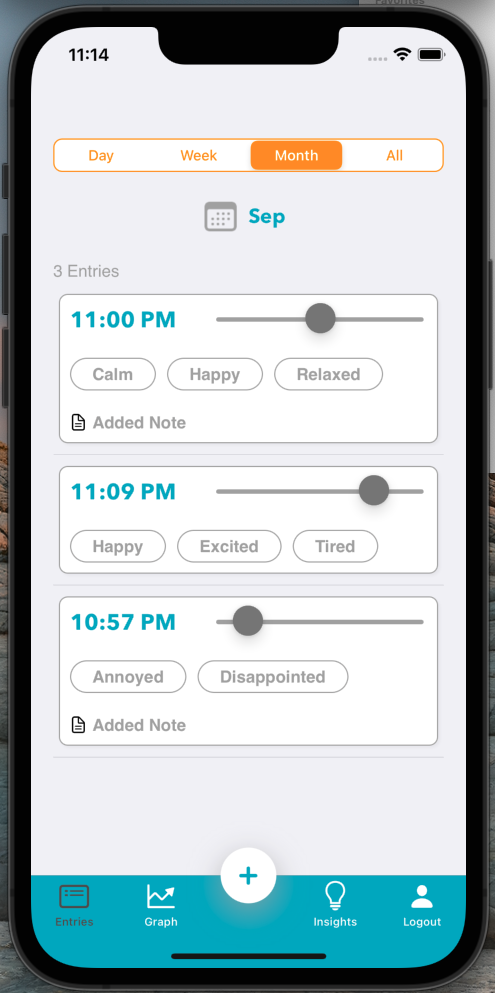 Favorites
11:14
Day Week Month All
Sep
3 Entries
11:00 PM
Calm Happy Relaxed
Added Note
11:09 PM
Happy Excited Tired
10:57 PM
Annoyed Disappointed
Added Note
+
Entries Graph Insights Logout